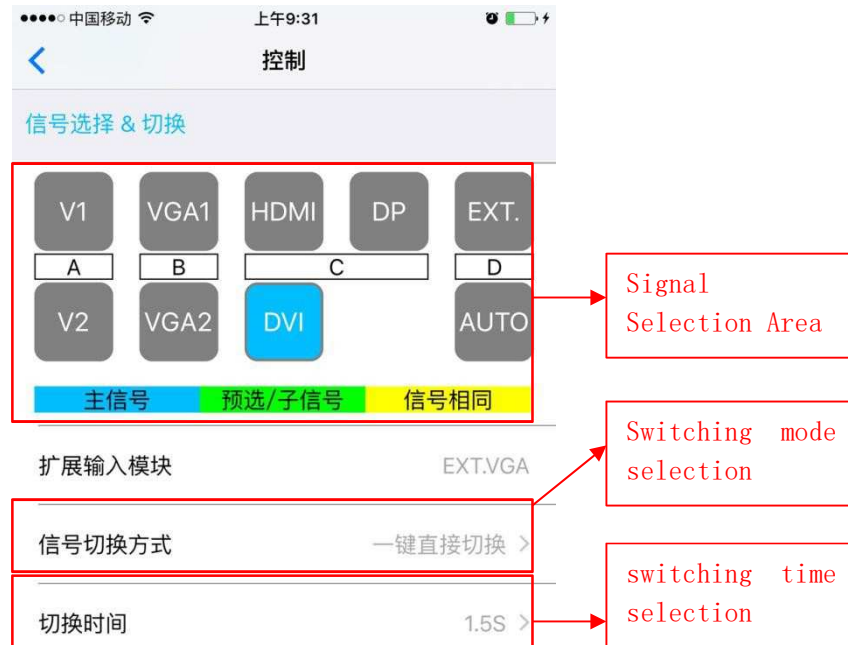 中国移动 上午9:31
控制
信号选择 & 切换
V1 VGA1 HDMI DP EXT.
A B C D
V2 VGA2 DVI AUTO
主信号 预选/子信号 信号相同
扩展输入模块 EXT.VGA
信号切换方式 一键直接切换
切换时间 1.5S
Signal
Selection Area
Switching mode
selection
switching time
selection